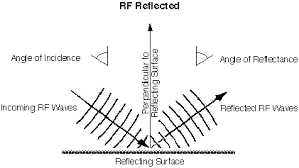 RF Reflected
Angle of Incidence
Perpendicular to
Reflecting Surface
Angle of Reflectance
Incoming RF Waves
Reflected RF Waves
Reflecting Surface